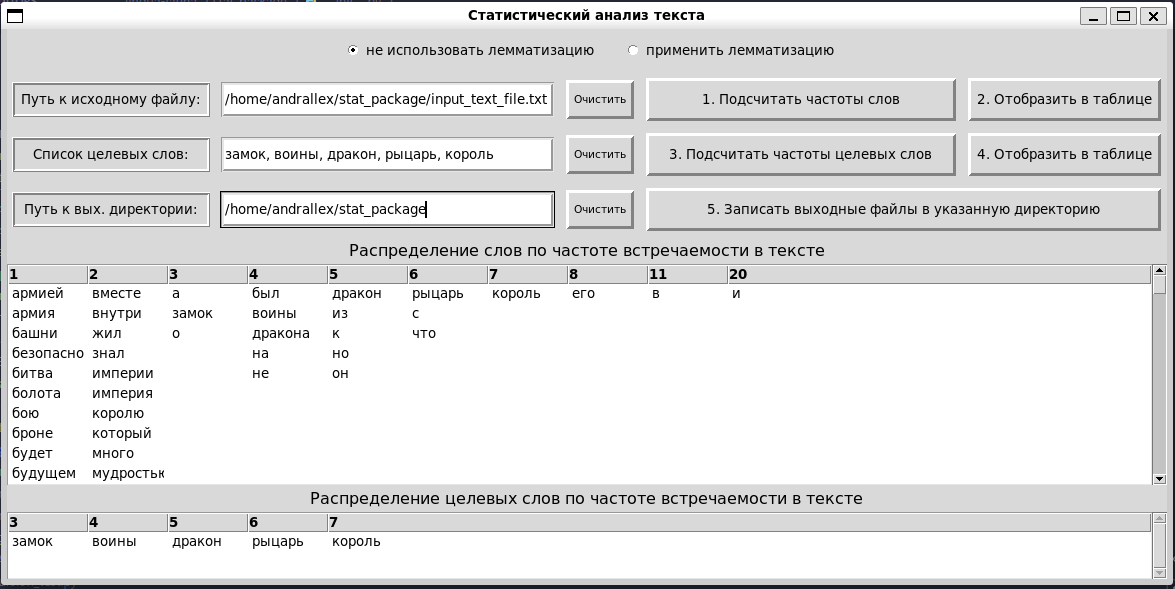 Статистический анализ текста
не использовать лемматизацию применить лемматизацию
Путь к исходному файлу: /home/andrallex/stat_package/input_text_file.txt Очистить 1. Подсчитать частоты слов 2. Отобразить в таблице
Список целевых слов: замок, воины, дракон, рыцарь, король Очистить 3. Подсчитать частоты целевых слов 4. Отобразить в таблице
Путь к вых. директории: /home/andrallex/stat_package Очистить 5. Записать выходные файлы в указанную директорию
Распределение слов по частоте встречаемости в тексте
1 2 3 4 5 6 7 8 11 20
армией вместе а был дракон рыцарь король его в и
армия внутри замок воины из с
башни жил о дракона к что
безопасно знал на но
битва империи не он
болота империя
бою королю
броне который
будет много
будущем мудростью
Распределение целевых слов по частоте встречаемости в тексте
3 4 5 6 7
замок воины дракон рыцарь король